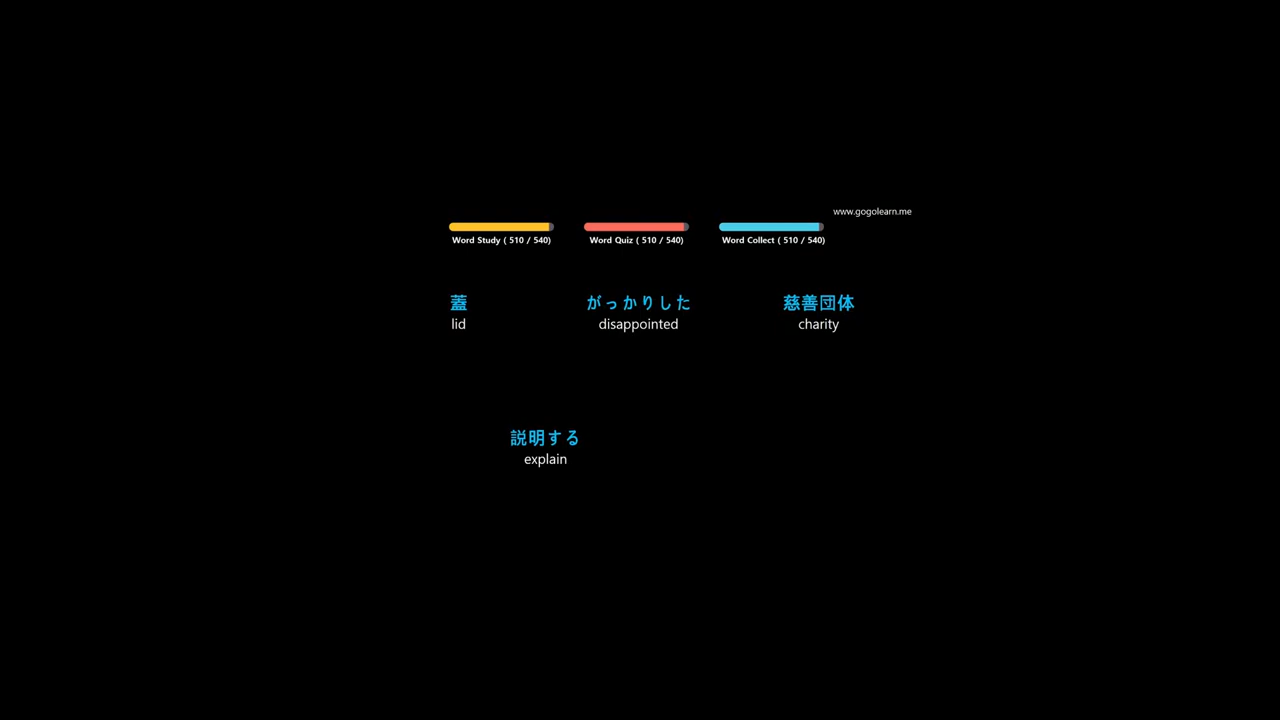 www.gogolearn.me
Word Study ( 510 / 540)
Word Quiz ( 510 / 540)
Word Collect ( 510 / 540)
蓋
lid
がっかりした
disappointed
慈善団体
charity
説明する
explain